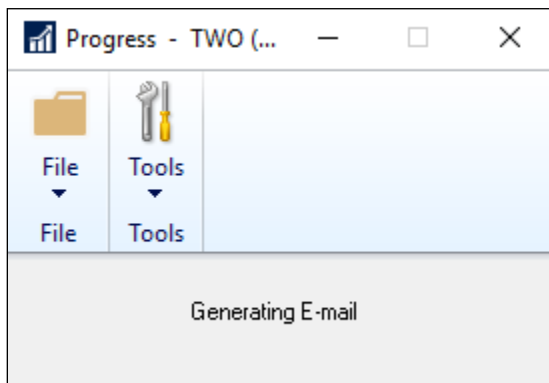 Progress - TWO (...
File Tools
File Tools
Generating E-mail